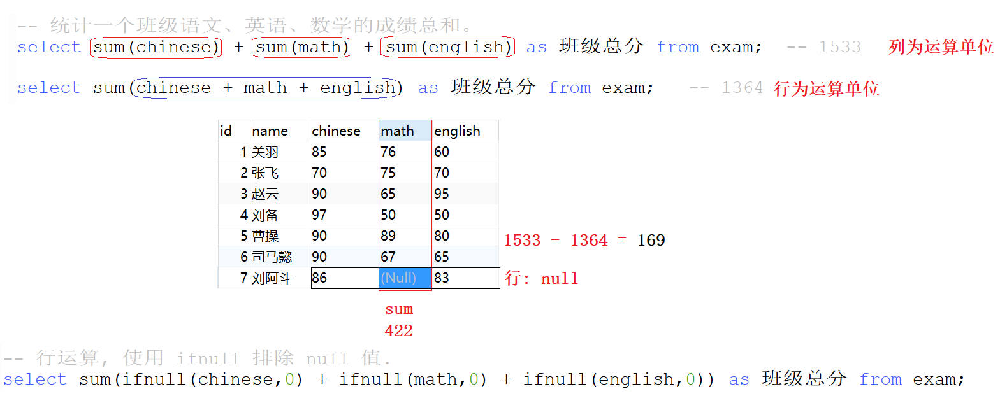 -- 统计一个班级语文、英语、数学的成绩总和。
select sum(chinese) + sum(math) + sum(english) as 班级总分 from exam; -- 1533 列为运算单位
select sum(chinese + math + english) as 班级总分 from exam; -- 1364 行为运算单位
id name chinese math english
1 关羽 85 76 60
2 张飞 70 75 70
3 赵云 90 65 95
4 刘备 97 50 50
5 曹操 90 89 80
1533 - 1364 = 169
6 司马懿 90 67 65
7 刘阿斗 86 (Null) 83 行: null
sum
422
-- 行运算, 使用 ifnull 排除 null 值.
select sum(ifnull(chinese,0) + ifnull(math,0) + ifnull(english,0)) as 班级总分 from exam;